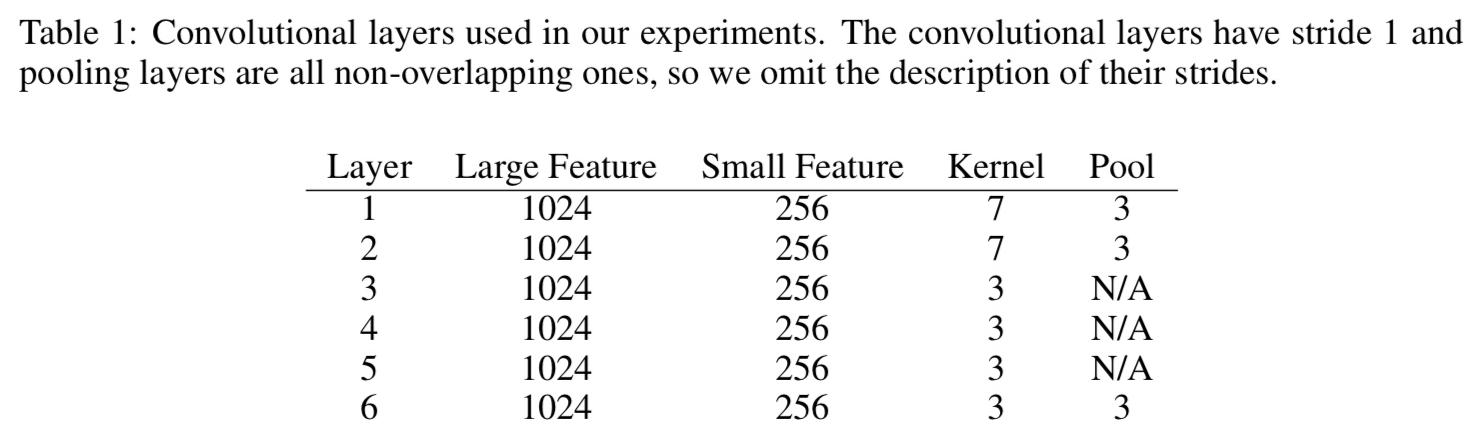 Table 1: Convolutional layers used in our experiments. The convolutional layers have stride 1 and
pooling layers are all non-overlapping ones, so we omit the description of their strides.
Layer Large Feature Small Feature Kernel Pool
1 1024 256 7 3
2 1024 256 7 3
3 1024 256 3 N/A
4 1024 256 3 N/A
5 1024 256 3 N/A
6 1024 256 3 3